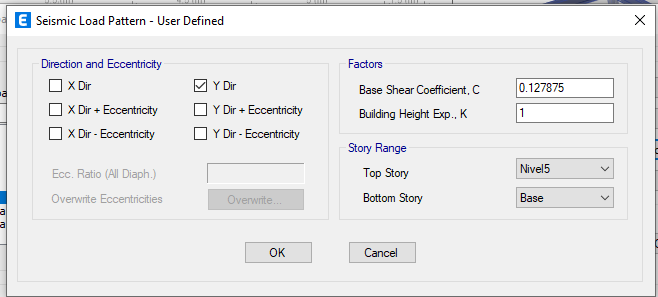 E Seismic Load Pattern - User Defined
Direction and Eccentricity
X Dir
Y Dir
X Dir + Eccentricity
Y Dir + Eccentricity
X Dir - Eccentricity
Y Dir - Eccentricity
Ecc. Ratio (All Diaph.)
Overwrite Eccentricities
Overwrite...
Factors
Base Shear Coefficient, C
0.127875
Building Height Exp., K
1
Story Range
Top Story
Nivel5
Bottom Story
Base
OK
Cancel